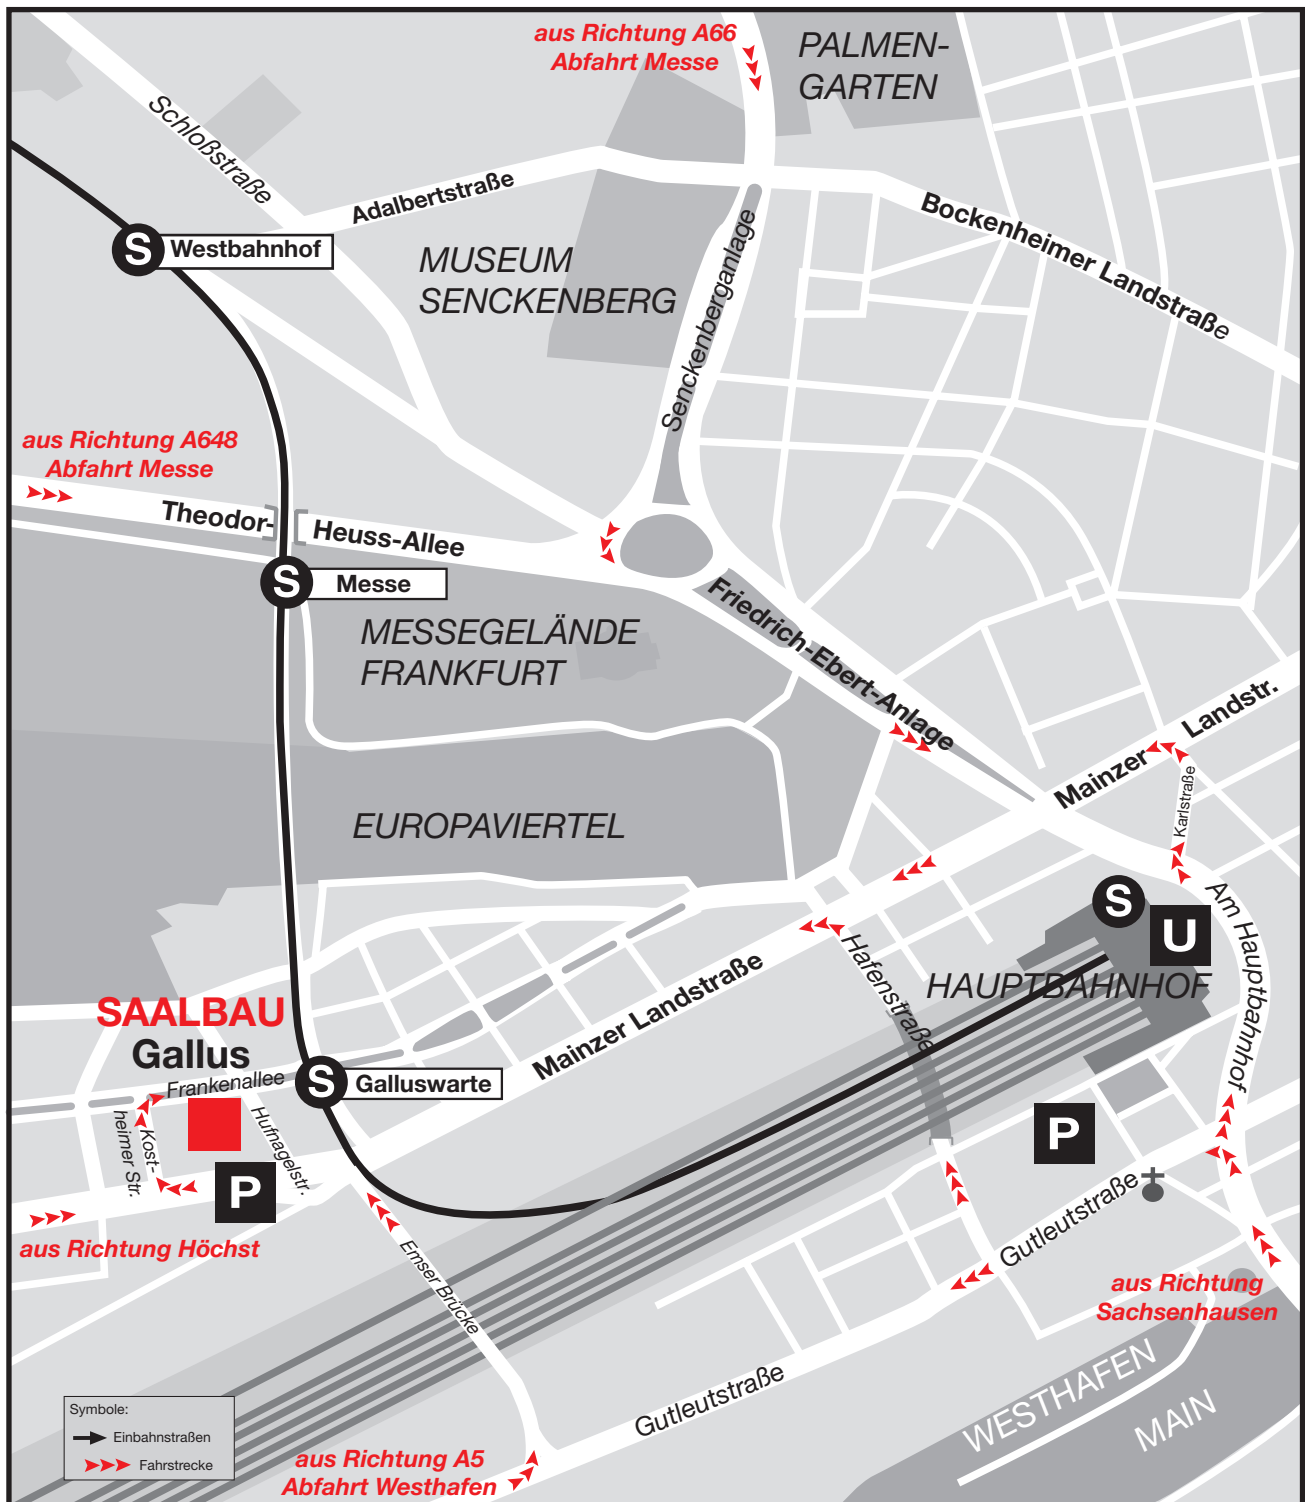 aus Richtung A66
Abfahrt Messe
PALMEN-
GARTEN
Schloßstraße
Adalbertstraße
Bockenheimer Landstraße
S Westbahnhof
MUSEUM
SENCKENBERG
Senckenberganlage
aus Richtung A648
Abfahrt Messe
Theodor-
Heuss-Allee
S Messe
Friedrich-Ebert-Anlage
MESSEGELÄNDE
FRANKFURT
Mainzer
Landstr.
Karlstraße
EUROPAVIERTEL
S
U
Am Hauptbahnhof
Hafenstraße
HAUPTBAHNHOF
Mainzer Landstraße
SAALBAU
Gallus
Frankenallee
S Galluswarte
Kost-
heimer Str.
Hufnagelstr.
P
P
aus Richtung Höchst
Emser Brücke
Gutleutstraße
aus Richtung
Sachsenhausen
WESTHAFEN
MAIN
Gutleutstraße
Symbole:
Einbahnstraßen
Fahrstrecke
aus Richtung A5
Abfahrt Westhafen